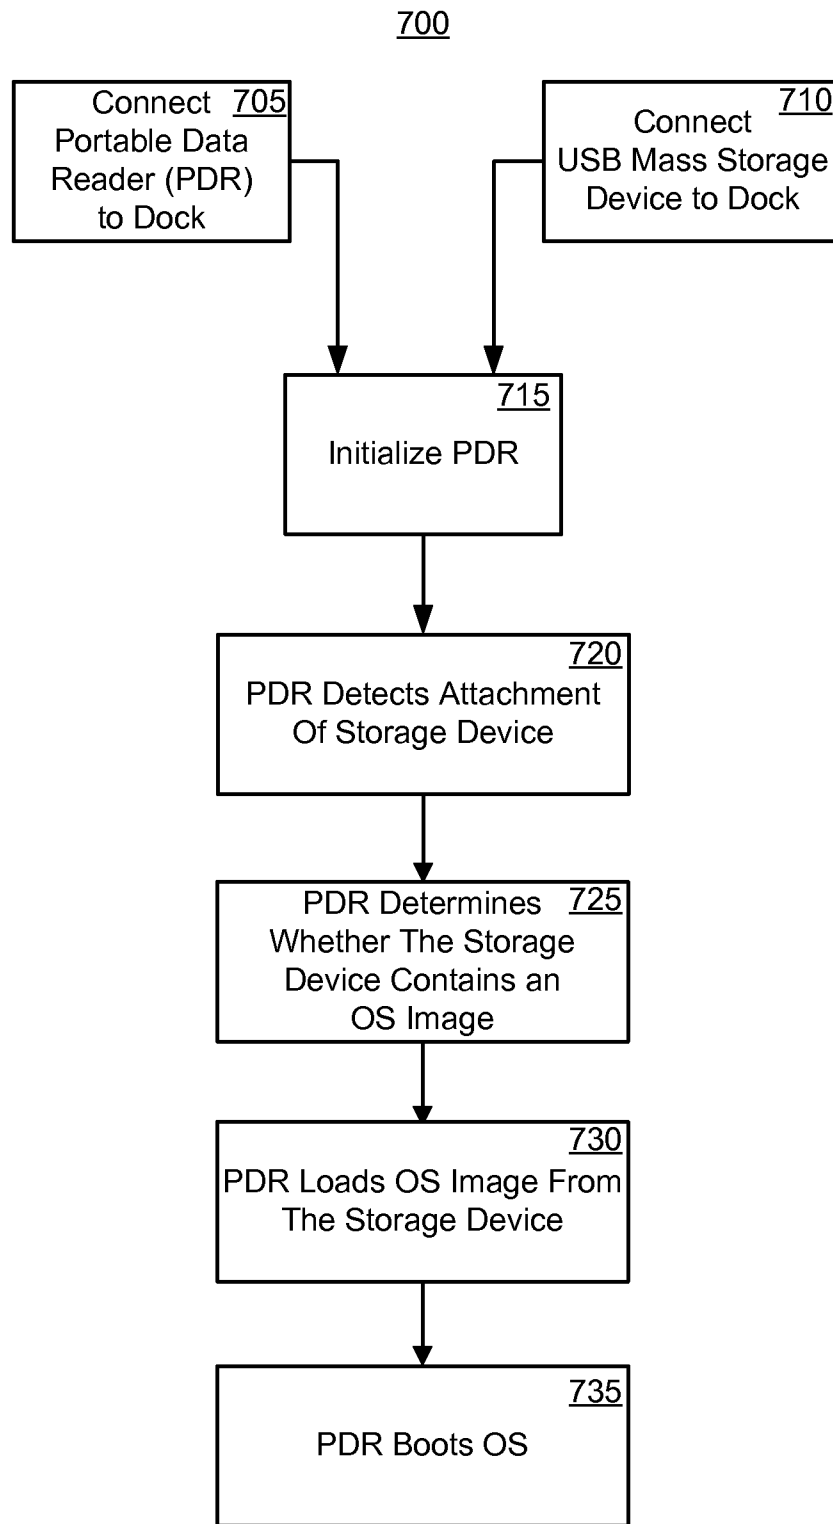 700
705
Connect
Portable Data
Reader (PDR)
to Dock
710
Connect
USB Mass Storage
Device to Dock
715
Initialize PDR
720
PDR Detects Attachment
Of Storage Device
725
PDR Determines
Whether The Storage
Device Contains an
OS Image
730
PDR Loads OS Image From
The Storage Device
735
PDR Boots OS